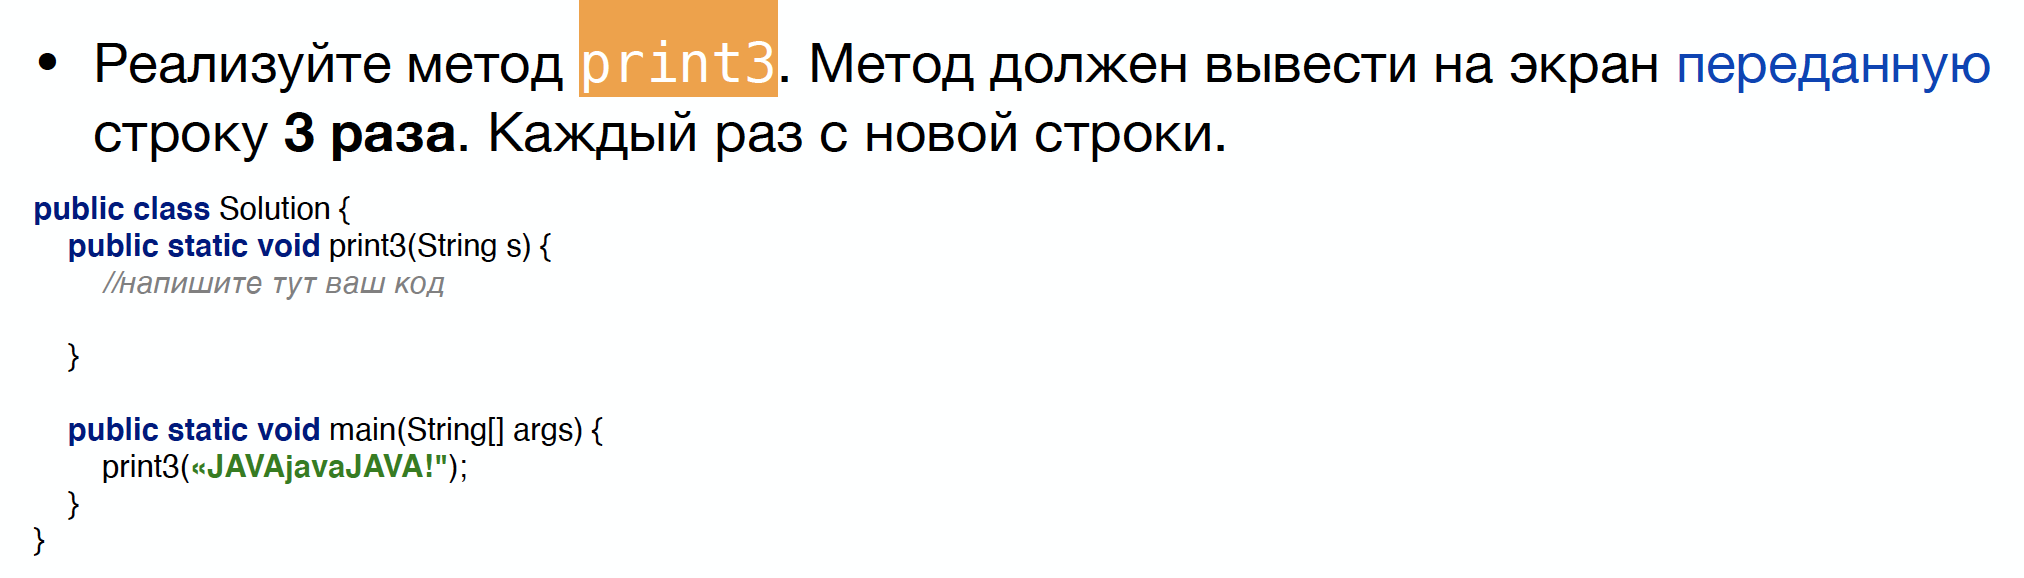 • Реализуйте метод print3. Метод должен вывести на экран переданную
строку 3 раза. Каждый раз с новой строки.
public class Solution {
public static void print3(String s) {
//напишите тут ваш код
}
public static void main(String[] args) {
print3(«JAVAjavaJAVA!");
}
}